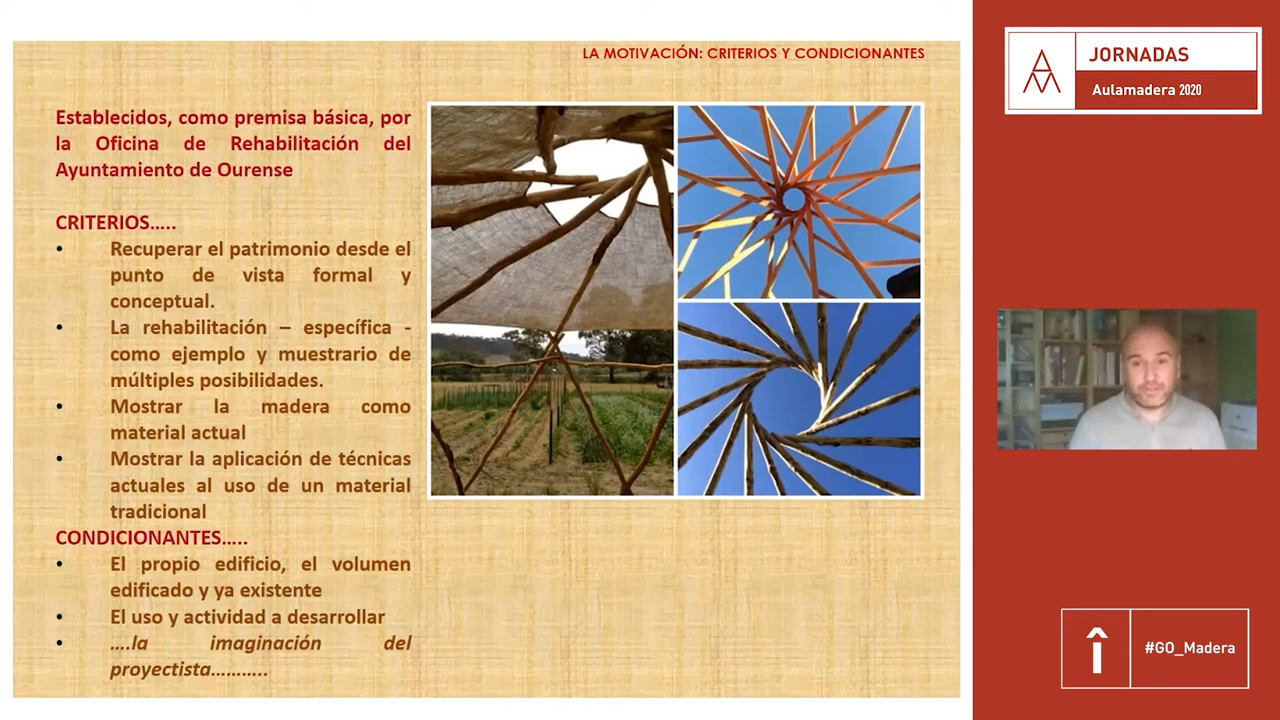 LA MOTIVACIÓN: CRITERIOS Y CONDICIONANTES
Establecidos, como premisa básica, por
la Oficina de Rehabilitación del
Ayuntamiento de Ourense
CRITERIOS.....
• Recuperar el patrimonio desde el
punto de vista formal y
conceptual.
• La rehabilitación – específica -
como ejemplo y muestrario de
múltiples posibilidades.
• Mostrar la madera como
material actual
• Mostrar la aplicación de técnicas
actuales al uso de un material
tradicional
CONDICIONANTES.....
• El propio edificio, el volumen
edificado y ya existente
• El uso y actividad a desarrollar
• ....la imaginación del
proyectista...........
JORNADAS
Aulamadera 2020
#GO_Madera